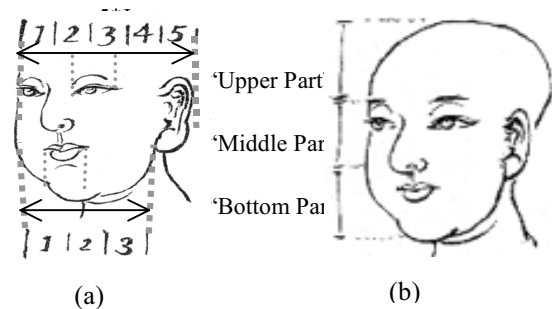 1 2 3 4 5
'Upper Part'
'Middle Par
'Bottom Par
1 2 3
(a)
(b)